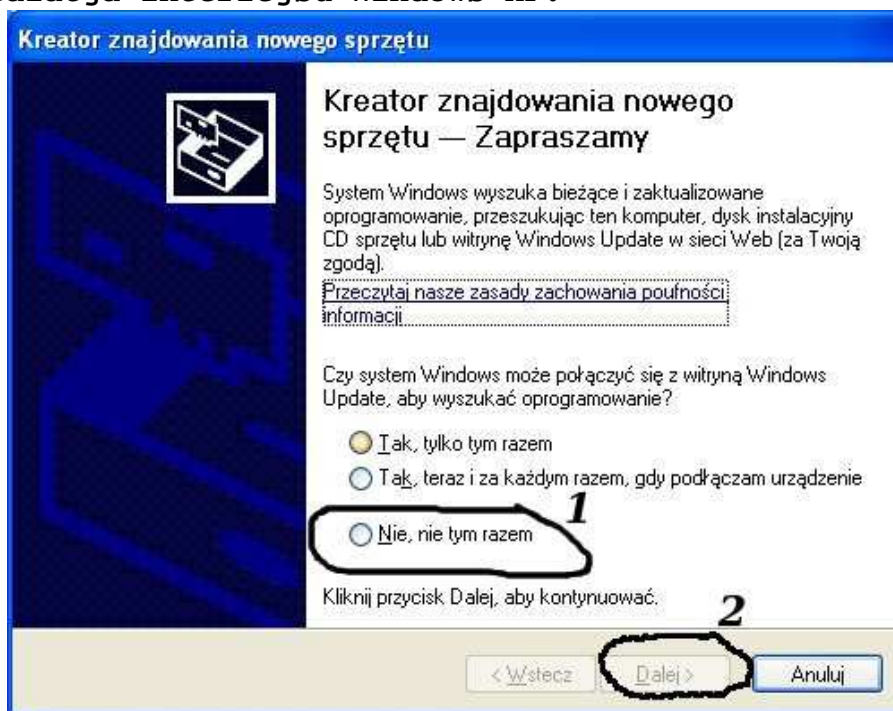 Kreator znajdowania nowego sprzętu
Kreator znajdowania nowego
sprzętu — Zapraszamy
System Windows wyszuka bieżące i zaktualizowane
oprogramowanie, przeszukując ten komputer, dysk instalacyjny
CD sprzętu lub witrynę Windows Update w sieci Web (za Twoją
zgodą).
Przeczytaj nasze zasady zachowania poufności
informacji
Czy system Windows może połączyć się z witryną Windows
Update, aby wyszukać oprogramowanie?
Tak, tylko tym razem
Tak, teraz i za każdym razem, gdy podłączam urządzenie
1
Nie, nie tym razem
Kliknij przycisk Dalej, aby kontynuować.
2
< Wstecz Dalej > Anuluj